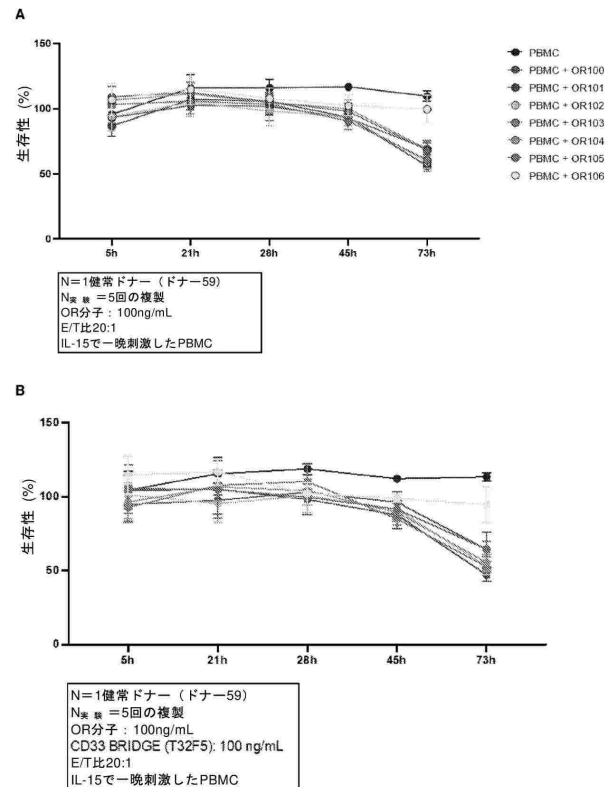 A
150
100
50
0
生存性 (%)
5h
21h
28h
45h
73h
PBMC
PBMC + OR100
PBMC + OR101
PBMC + OR102
PBMC + OR103
PBMC + OR104
PBMC + OR105
PBMC + OR106
N＝1健常ドナー（ドナー59）
N実験＝5回の複製
OR分子：100ng/mL
E/T比20:1
IL-15で一晩刺激したPBMC
B
150
100
50
0
生存性 (%)
5h
21h
28h
45h
73h
N＝1健常ドナー（ドナー59）
N実験＝5回の複製
OR分子：100ng/mL
CD33 BRIDGE (T32F5): 100 ng/mL
E/T比20:1
IL-15で一晩刺激したPBMC